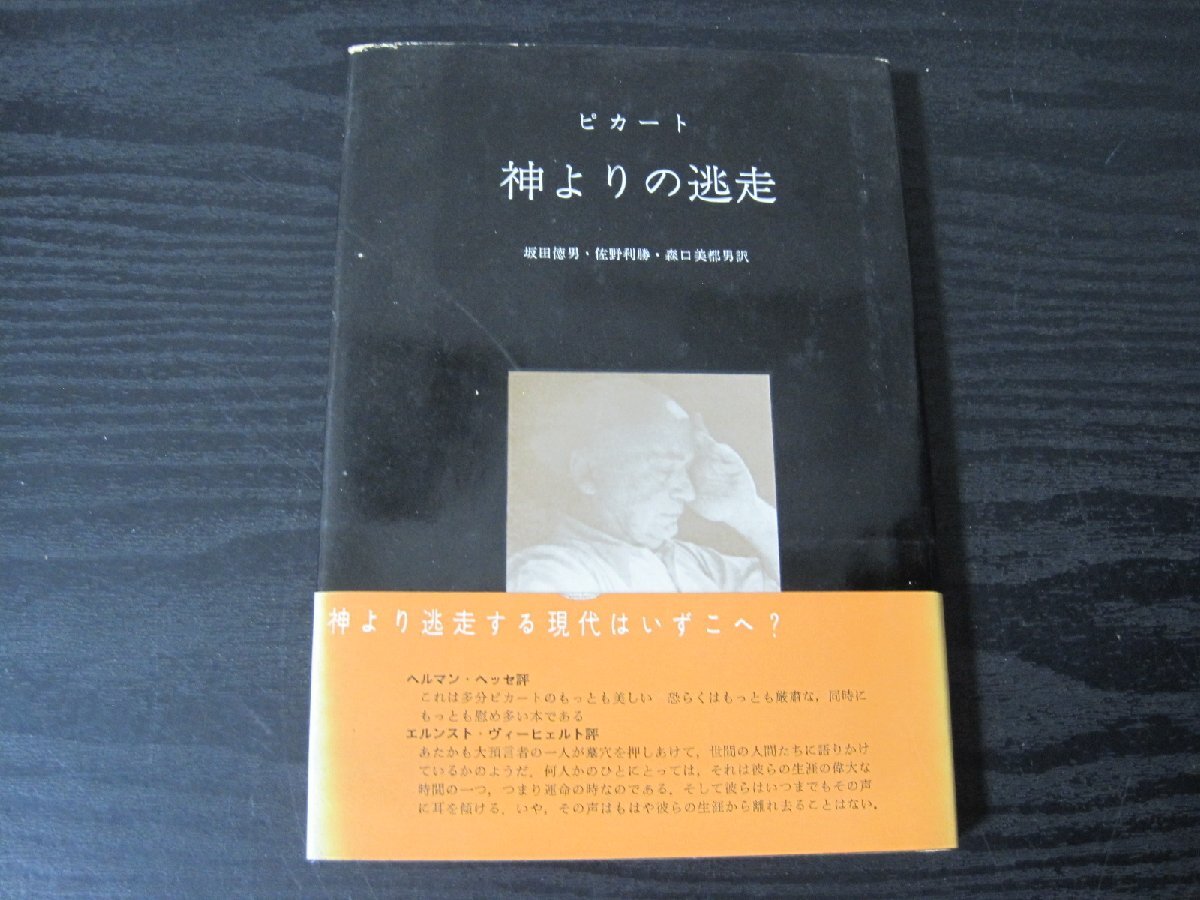 ピカート
神よりの逃走
坂田徳男・佐野利勝・森口美都男訳
神より逃走する現代はいずこへ?
ヘルマン・ヘッセ評
これは多分ピカートのもっとも美しい 恐らくはもっとも厳粛な,同時に
もっとも慰め多い本である
エルンスト・ヴィーヒェルト評
あたかも大預言者の一人が墓穴を押しあけて,世間の人間たちに語りかけ
ているかのようだ.何人かのひとにとっては,それは彼らの生涯の偉大な
時間の一つ,つまり運命の時なのである.そして彼らはいつまでもその声
に耳を傾ける.いや,その声はもはや彼らの生涯から離れ去ることはない.